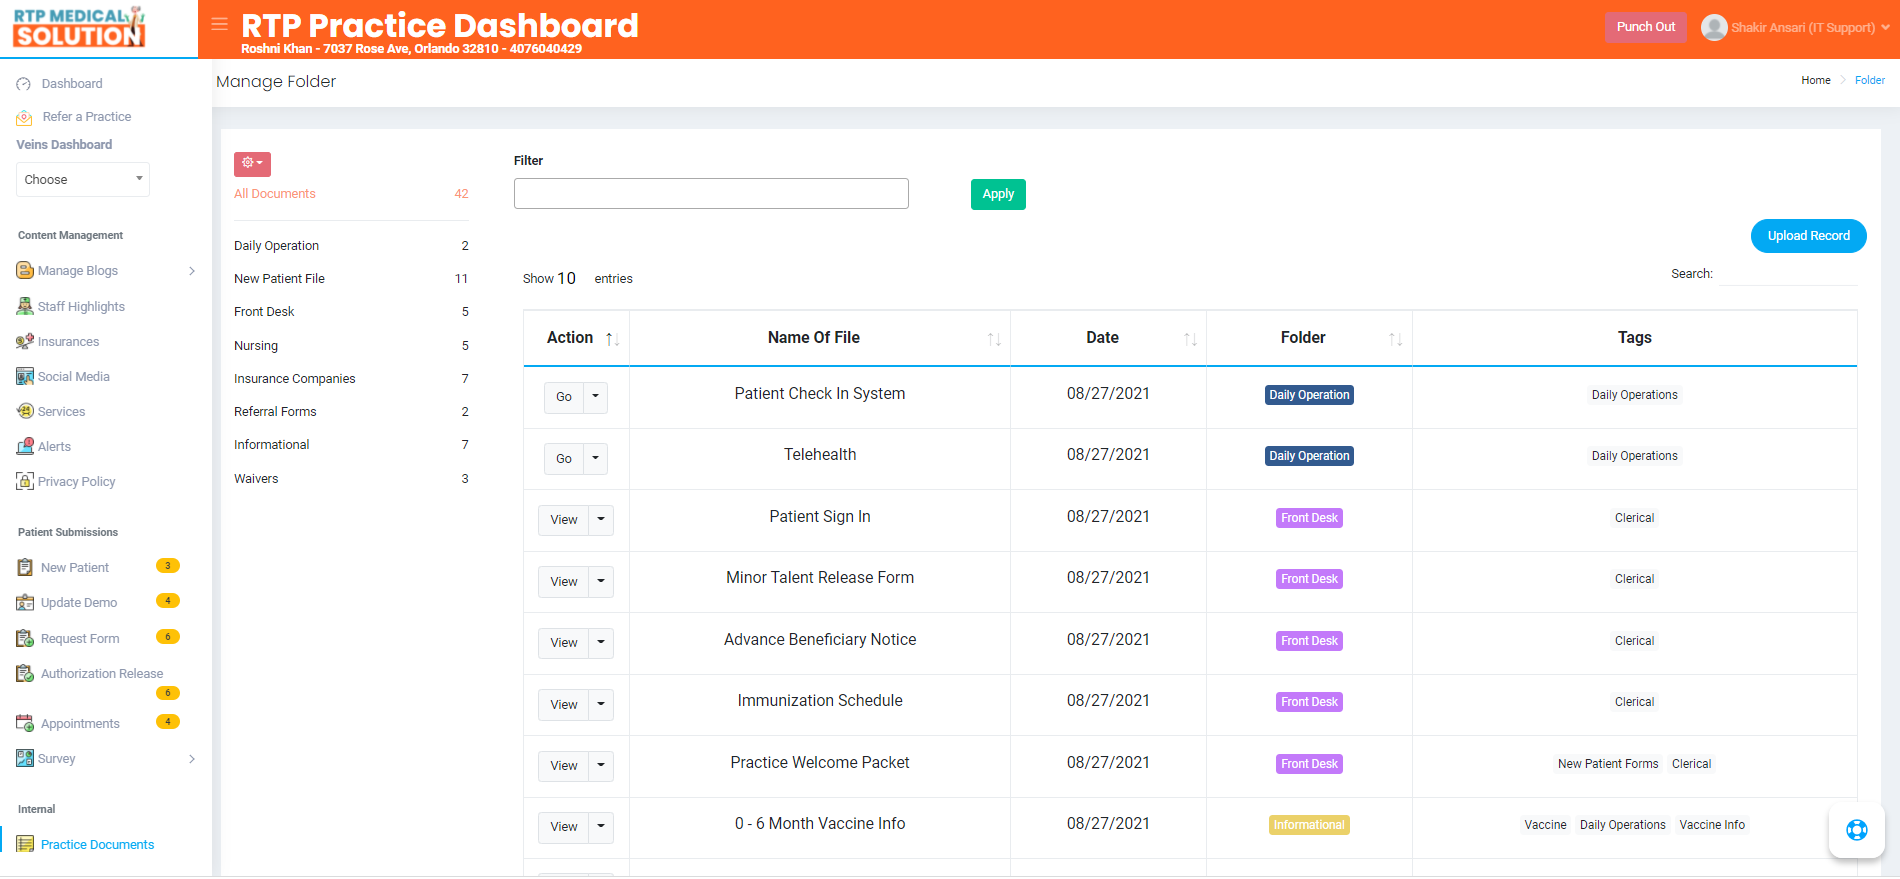 RTP MEDICAL
SOLUTION
RTP Practice Dashboard
Roshni Khan - 7037 Rose Ave, Orlando 32810 - 4076040429
Punch Out
Shakir Ansari (IT Support)
Dashboard
Refer a Practice
Veins Dashboard
Choose
Content Management
Manage Blogs
Staff Highlights
Insurances
Social Media
Services
Alerts
Privacy Policy
Patient Submissions
New Patient 3
Update Demo 4
Request Form 6
Authorization Release
6
Appointments 4
Survey
Internal
Practice Documents
Manage Folder
Home Folder
All Documents 42
Daily Operation 2
New Patient File 11
Front Desk 5
Nursing 5
Insurance Companies 7
Referral Forms 2
Informational 7
Waivers 3
Filter
Apply
Upload Record
Show 10 entries
Search:
Action Name Of File Date Folder Tags
Go Patient Check In System 08/27/2021 Daily Operation Daily Operations
Go Telehealth 08/27/2021 Daily Operation Daily Operations
View Patient Sign In 08/27/2021 Front Desk Clerical
View Minor Talent Release Form 08/27/2021 Front Desk Clerical
View Advance Beneficiary Notice 08/27/2021 Front Desk Clerical
View Immunization Schedule 08/27/2021 Front Desk Clerical
View Practice Welcome Packet 08/27/2021 Front Desk New Patient Forms Clerical
View 0 - 6 Month Vaccine Info 08/27/2021 Informational Vaccine Daily Operations Vaccine Info